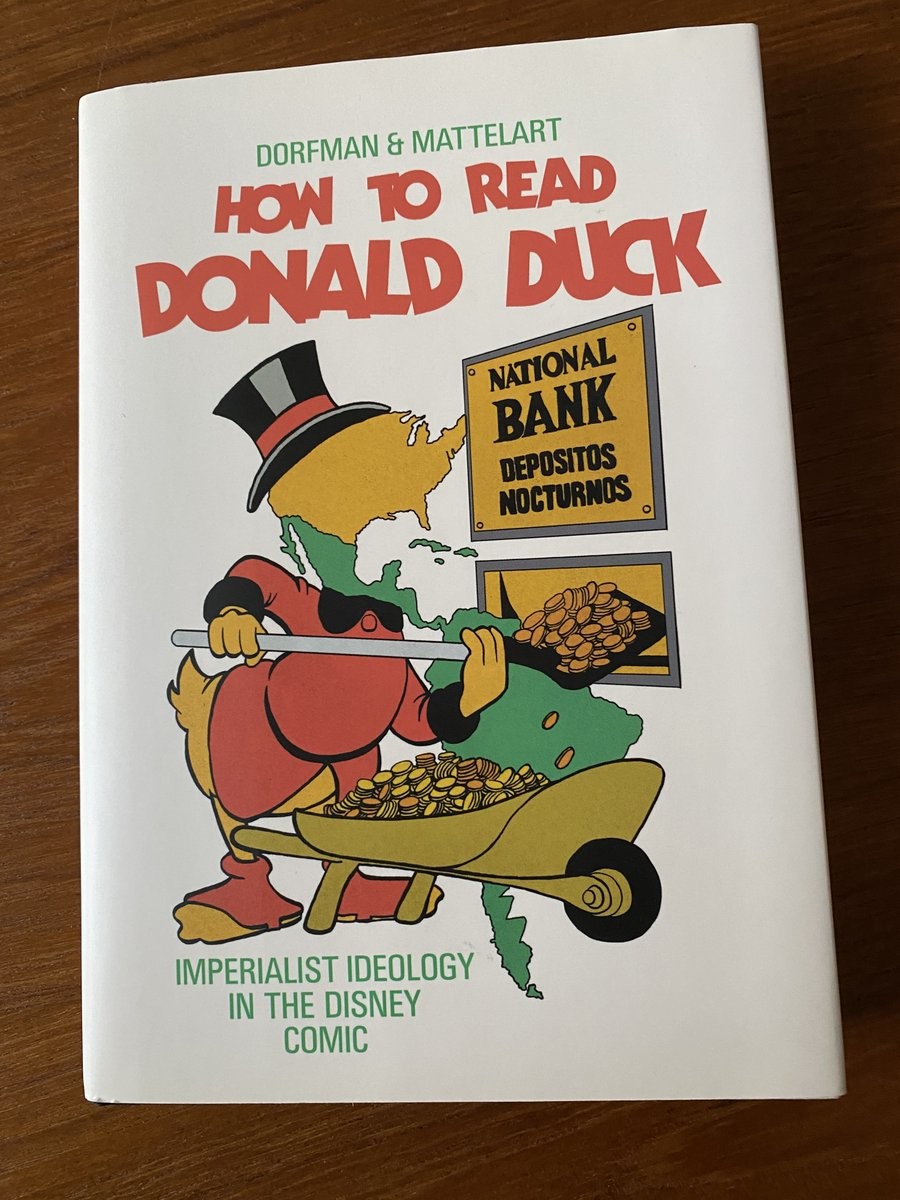 DORFMAN & MATTELART
HOW TO READ
DONALD DUCK
NATIONAL
BANK
DEPOSITOS
NOCTURNOS
IMPERIALIST IDEOLOGY
IN THE DISNEY
COMIC